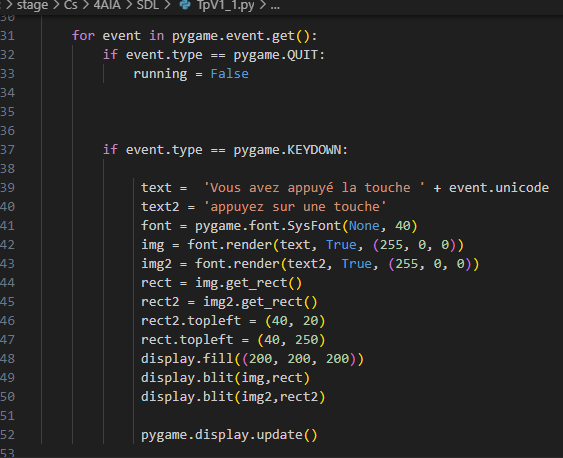 stage > Cs > 4AIA > SDL > TpV1_1.py > ...
30
31 for event in pygame.event.get():
32 if event.type == pygame.QUIT:
33 running = False
34
35
36
37 if event.type == pygame.KEYDOWN:
38
39 text =  'Vous avez appuyé la touche ' + event.unicode
40 text2 = 'appuyez sur une touche'
41 font = pygame.font.SysFont(None, 40)
42 img = font.render(text, True, (255, 0, 0))
43 img2 = font.render(text2, True, (255, 0, 0))
44 rect = img.get_rect()
45 rect2 = img2.get_rect()
46 rect2.topleft = (40, 20)
47 rect.topleft = (40, 250)
48 display.fill((200, 200, 200))
49 display.blit(img,rect)
50 display.blit(img2,rect2)
51
52 pygame.display.update()
53